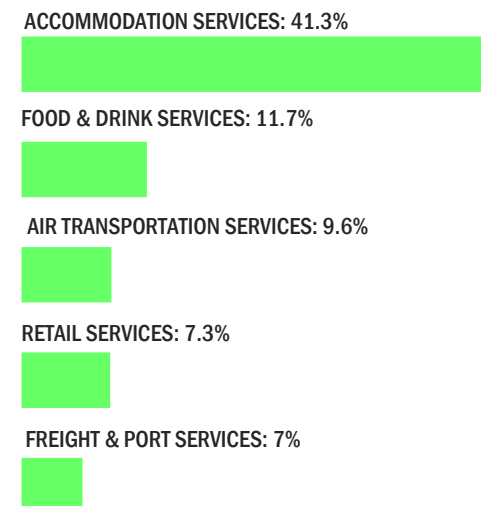 ACCOMMODATION SERVICES: 41.3%
FOOD & DRINK SERVICES: 11.7%
AIR TRANSPORTATION SERVICES: 9.6%
RETAIL SERVICES: 7.3%
FREIGHT & PORT SERVICES: 7%